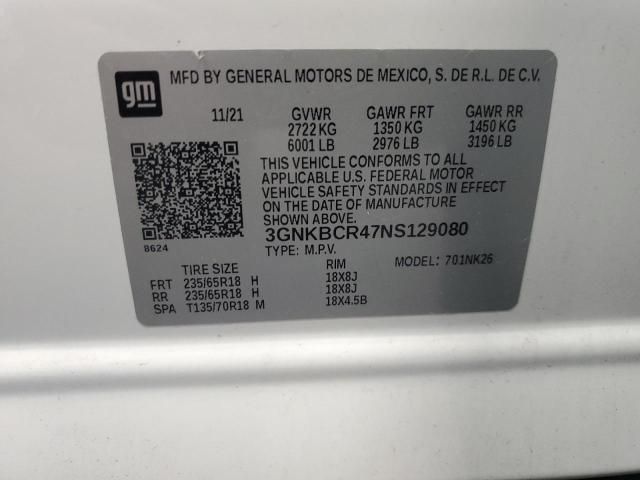 gm
MFD BY GENERAL MOTORS DE MEXICO, S. DE R.L. DE C.V.
11/21 GVWR GAWR FRT GAWR RR
2722 KG 1350 KG 1450 KG
6001 LB 2976 LB 3196 LB
THIS VEHICLE CONFORMS TO ALL
APPLICABLE U.S. FEDERAL MOTOR
VEHICLE SAFETY STANDARDS IN EFFECT
ON THE DATE OF MANUFACTURE
SHOWN ABOVE.
3GNKBCR47NS129080
8624
TYPE: M.P.V.
MODEL: 701NK26
TIRE SIZE RIM
FRT 235/65R18 H 18X8J
RR 235/65R18 H 18X8J
SPA T135/70R18 M 18X4.5B